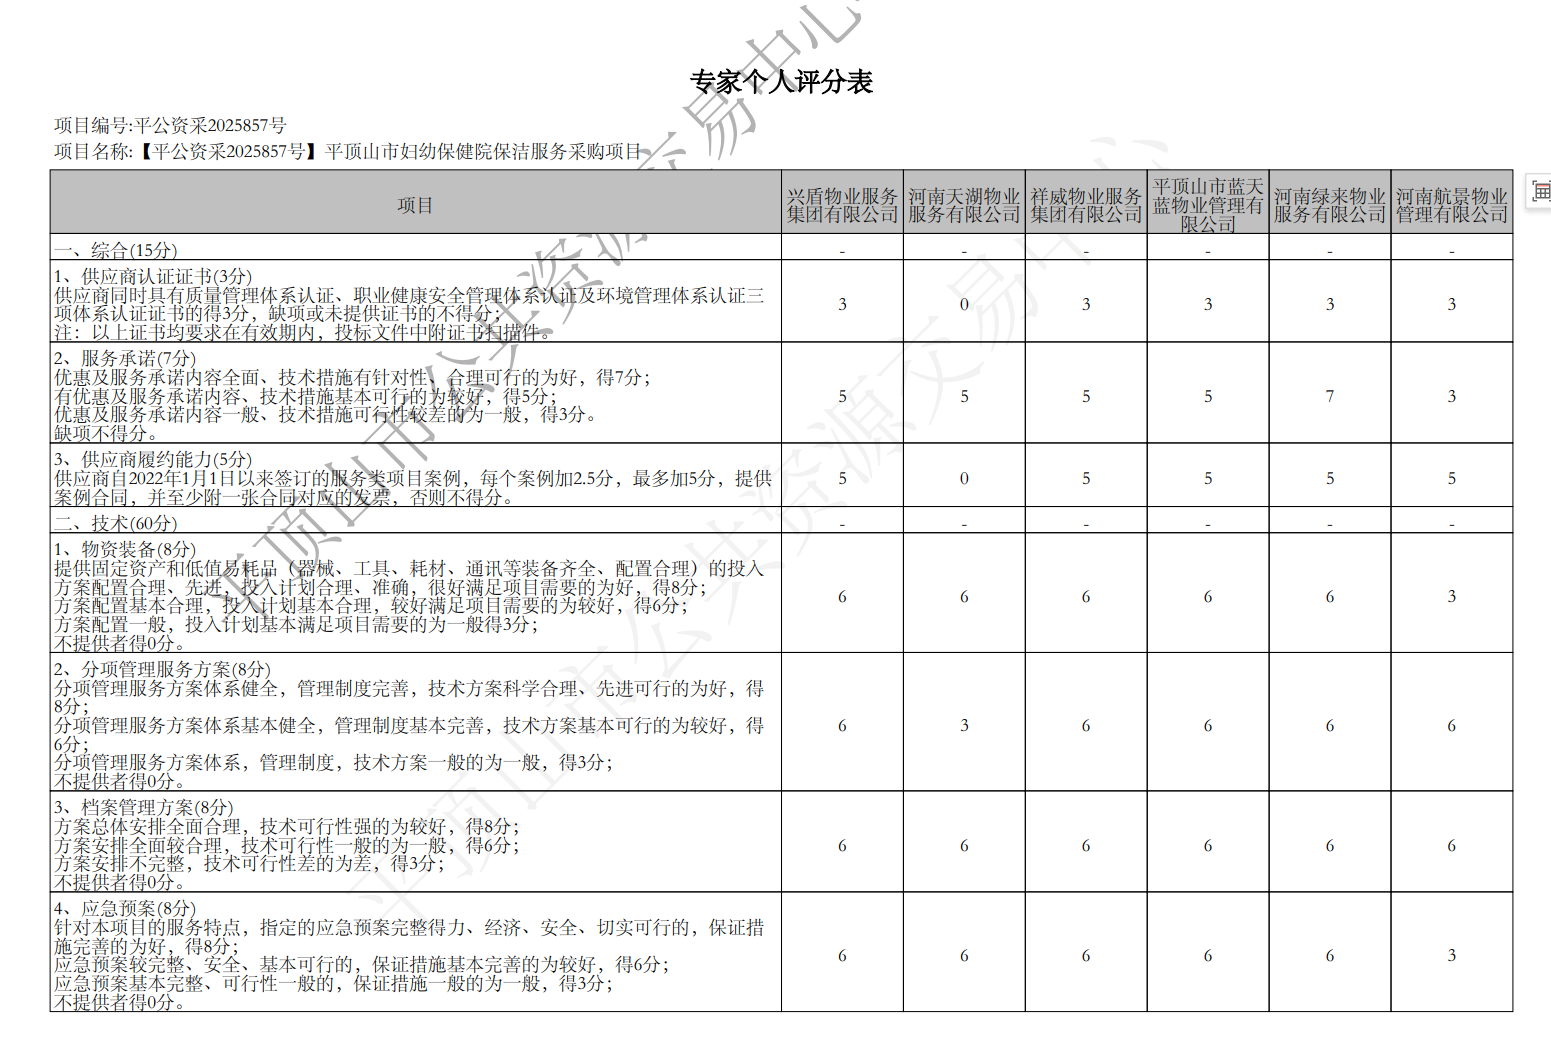 专家个人评分表
项目编号:平公资采2025857号
项目名称:【平公资采2025857号】平顶山市妇幼保健院保洁服务采购项目
项目 兴盾物业服务集团有限公司 河南天湖物业服务有限公司 祥威物业服务集团有限公司 平顶山市蓝天蓝物业管理有限公司 河南绿来物业服务有限公司 河南航景物业管理有限公司
一、综合(15分) - - - - - -
1、供应商认证证书(3分)
供应商同时具有质量管理体系认证、职业健康安全管理体系认证及环境管理体系认证三
项体系认证证书的得3分，缺项或未提供证书的不得分；
注：以上证书均要求在有效期内，投标文件中附证书扫描件。
3 0 3 3 3 3
2、服务承诺(7分)
优惠及服务承诺内容全面、技术措施有针对性、合理可行的为好，得7分；
有优惠及服务承诺内容、技术措施基本可行的为较好，得5分；
优惠及服务承诺内容一般、技术措施可行性较差的为一般，得3分。
缺项不得分。
5 5 5 5 7 3
3、供应商履约能力(5分)
供应商自2022年1月1日以来签订的服务类项目案例，每个案例加2.5分，最多加5分，提供
案例合同，并至少附一张合同对应的发票，否则不得分。
5 0 5 5 5 5
二、技术(60分) - - - - - -
1、物资装备(8分)
提供固定资产和低值易耗品（器械、工具、耗材、通讯等装备齐全、配置合理）的投入
方案配置合理、先进，投入计划合理、准确，很好满足项目需要的为好，得8分；
方案配置基本合理，投入计划基本合理，较好满足项目需要的为较好，得6分；
方案配置一般，投入计划基本满足项目需要的为一般得3分；
不提供者得0分。
6 6 6 6 6 3
2、分项管理服务方案(8分)
分项管理服务方案体系健全，管理制度完善，技术方案科学合理、先进可行的为好，得
8分；
分项管理服务方案体系基本健全，管理制度基本完善，技术方案基本可行的为较好，得
6分；
分项管理服务方案体系，管理制度，技术方案一般的为一般，得3分；
不提供者得0分。
6 3 6 6 6 6
3、档案管理方案(8分)
方案总体安排全面合理，技术可行性强的为较好，得8分；
方案安排全面较合理，技术可行性一般的为一般，得6分；
方案安排不完整，技术可行性差的为差，得3分；
不提供者得0分。
6 6 6 6 6 6
4、应急预案(8分)
针对本项目的服务特点，指定的应急预案完整得力、经济、安全、切实可行的，保证措
施完善的为好，得8分；
应急预案较完整、安全、基本可行的，保证措施基本完善的为较好，得6分；
应急预案基本完整、可行性一般的，保证措施一般的为一般，得3分；
不提供者得0分。
6 6 6 6 6 3
平顶山市公共资源交易中心
平顶山市公共资源交易中心